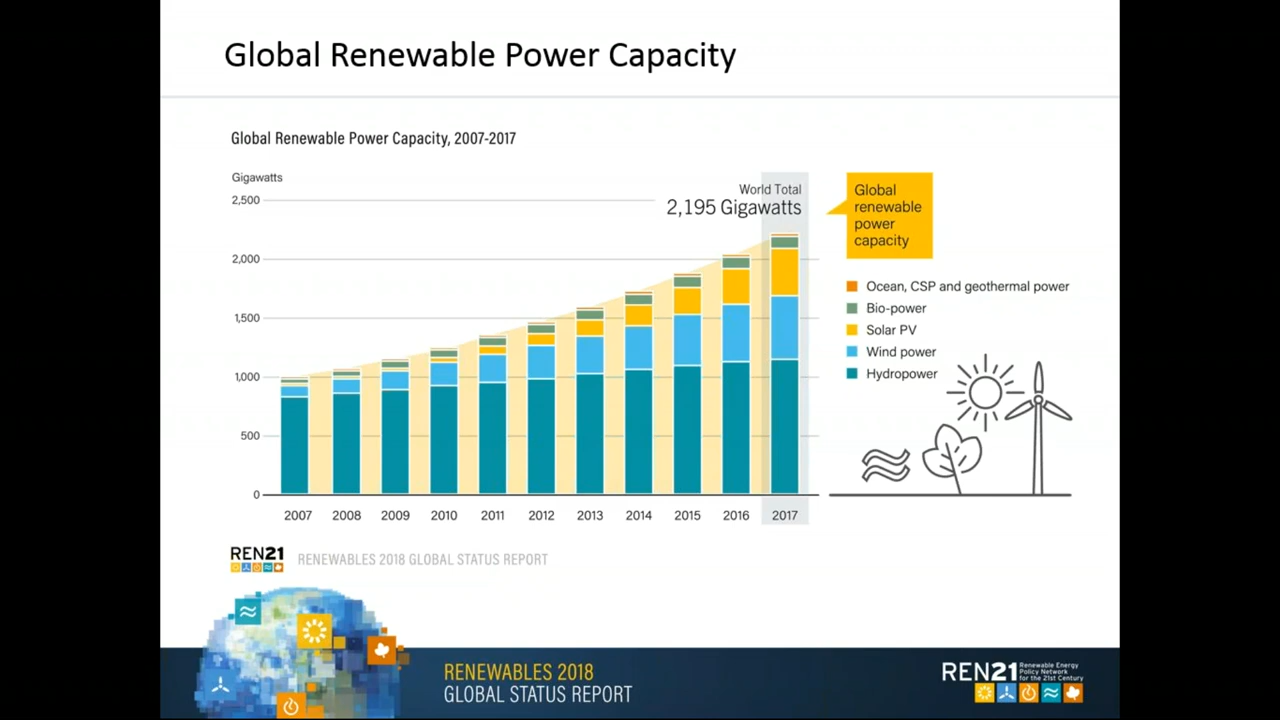 Global Renewable Power Capacity
Global Renewable Power Capacity, 2007-2017
Gigawatts
2,500
2,000
1,500
1,000
500
0
World Total
2,195 Gigawatts
Global
renewable
power
capacity
Ocean, CSP and geothermal power
Bio-power
Solar PV
Wind power
Hydropower
2007 2008 2009 2010 2011 2012 2013 2014 2015 2016 2017
REN21 RENEWABLES 2018 GLOBAL STATUS REPORT
RENEWABLES 2018
GLOBAL STATUS REPORT
REN21
Renewable Energy
Policy Network
for the 21st Century